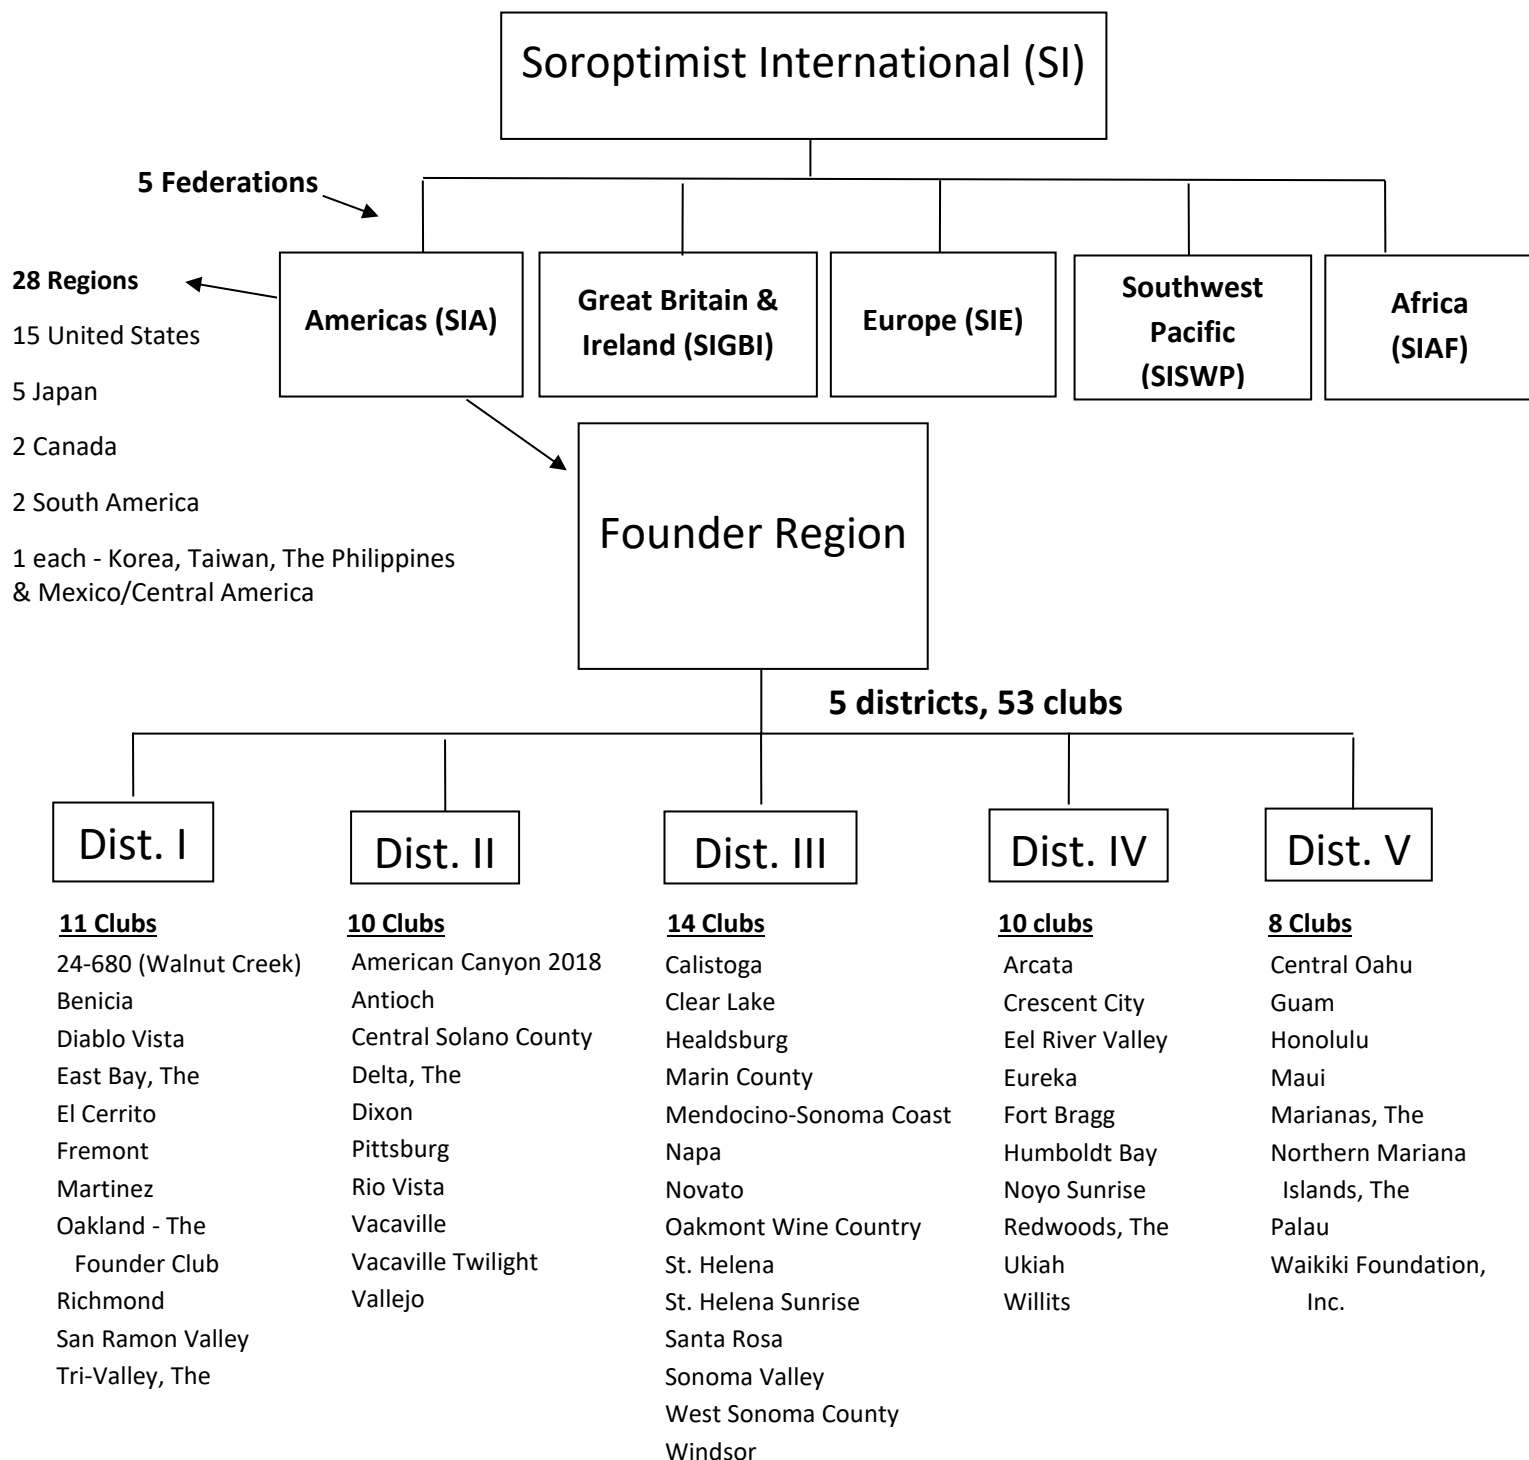 Soroptimist International (SI)
5 Federations
28 Regions
15 United States
5 Japan
2 Canada
2 South America
1 each - Korea, Taiwan, The Philippines
& Mexico/Central America
Americas (SIA)
Great Britain &
Ireland (SIGBI)
Europe (SIE)
Southwest
Pacific
(SISWP)
Africa
(SIAF)
Founder Region
5 districts, 53 clubs
Dist. I
11 Clubs
24-680 (Walnut Creek)
Benicia
Diablo Vista
East Bay, The
El Cerrito
Fremont
Martinez
Oakland - The
Founder Club
Richmond
San Ramon Valley
Tri-Valley, The
Dist. II
10 Clubs
American Canyon 2018
Antioch
Central Solano County
Delta, The
Dixon
Pittsburg
Rio Vista
Vacaville
Vacaville Twilight
Vallejo
Dist. III
14 Clubs
Calistoga
Clear Lake
Healdsburg
Marin County
Mendocino-Sonoma Coast
Napa
Novato
Oakmont Wine Country
St. Helena
St. Helena Sunrise
Santa Rosa
Sonoma Valley
West Sonoma County
Windsor
Dist. IV
10 clubs
Arcata
Crescent City
Eel River Valley
Eureka
Fort Bragg
Humboldt Bay
Noyo Sunrise
Redwoods, The
Ukiah
Willits
Dist. V
8 Clubs
Central Oahu
Guam
Honolulu
Maui
Marianas, The
Northern Mariana
Islands, The
Palau
Waikiki Foundation,
Inc.